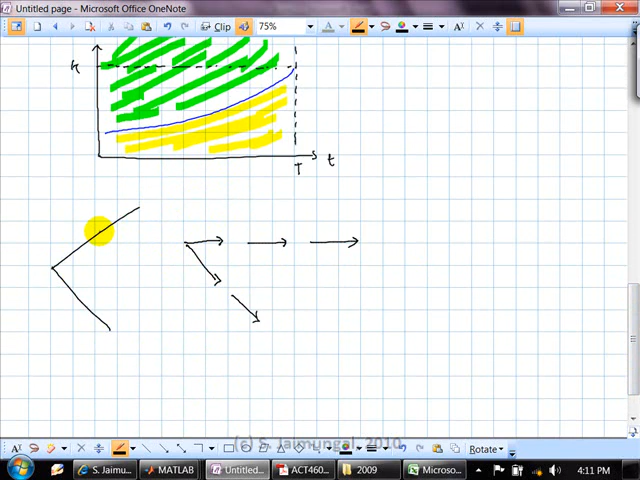 Untitled page - Microsoft Office OneNote
Clip
75%
K
t
T
(c) S. Jaimungal, 2010
Rotate
S. Jaimu...
MATLAB
Untitled...
ACT460...
2009
Microso...
4:11 PM